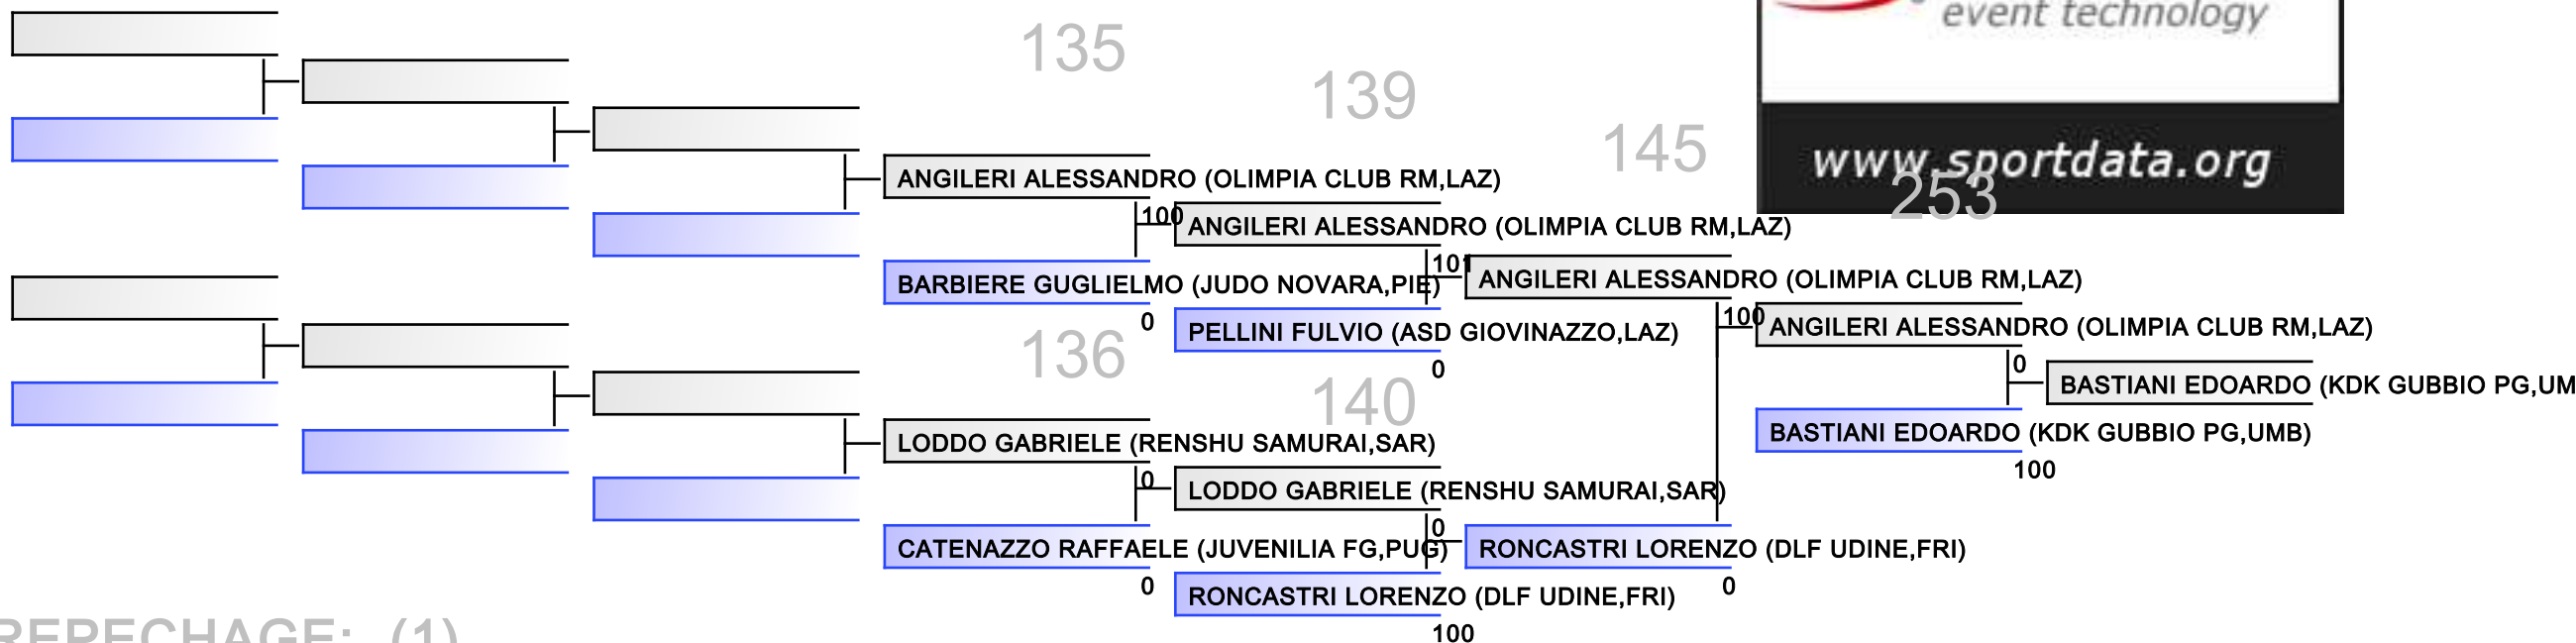 event technology
www.sportdata.org
135
139
145
253
ANGILERI ALESSANDRO (OLIMPIA CLUB RM,LAZ)
100
ANGILERI ALESSANDRO (OLIMPIA CLUB RM,LAZ)
BARBIERE GUGLIELMO (JUDO NOVARA,PIE)
0
101
ANGILERI ALESSANDRO (OLIMPIA CLUB RM,LAZ)
PELLINI FULVIO (ASD GIOVINAZZO,LAZ)
0
100
ANGILERI ALESSANDRO (OLIMPIA CLUB RM,LAZ)
136
140
0
BASTIANI EDOARDO (KDK GUBBIO PG,UM
BASTIANI EDOARDO (KDK GUBBIO PG,UMB)
100
LODDO GABRIELE (RENSHU SAMURAI,SAR)
0
LODDO GABRIELE (RENSHU SAMURAI,SAR)
CATENAZZO RAFFAELE (JUVENILIA FG,PUG)
0
0
RONCASTRI LORENZO (DLF UDINE,FRI)
0
RONCASTRI LORENZO (DLF UDINE,FRI)
100
REPECHAGE: (1)